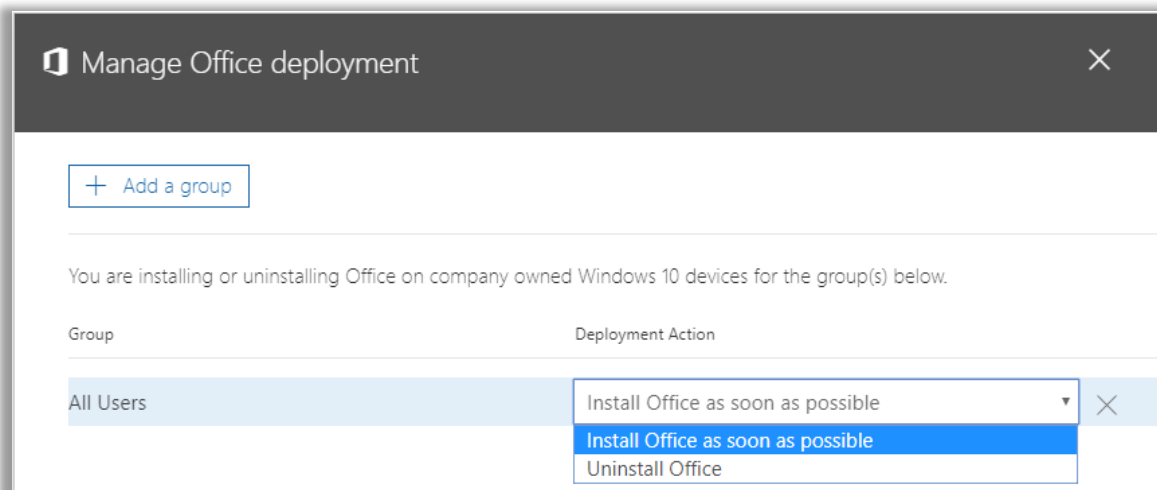 Manage Office deployment
Add a group
You are installing or uninstalling Office on company owned Windows 10 devices for the group(s) below.
Group Deployment Action
All Users Install Office as soon as possible
Install Office as soon as possible
Uninstall Office